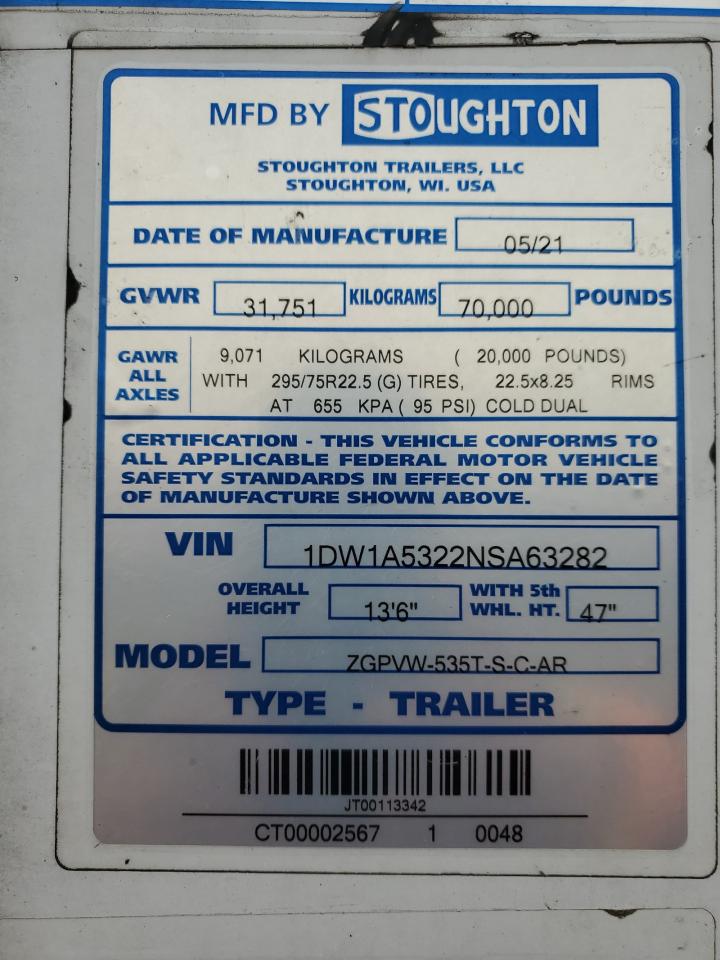 MFD BY STOUGHTON
STOUGHTON TRAILERS, LLC
STOUGHTON, WI. USA
DATE OF MANUFACTURE 05/21
GVWR 31,751 KILOGRAMS 70,000 POUNDS
GAWR ALL AXLES
9,071 KILOGRAMS ( 20,000 POUNDS)
WITH 295/75R22.5 (G) TIRES, 22.5x8.25 RIMS
AT 655 KPA ( 95 PSI) COLD DUAL
CERTIFICATION - THIS VEHICLE CONFORMS TO
ALL APPLICABLE FEDERAL MOTOR VEHICLE
SAFETY STANDARDS IN EFFECT ON THE DATE
OF MANUFACTURE SHOWN ABOVE.
VIN 1DW1A5322NSA63282
OVERALL HEIGHT 13'6" WITH 5th WHL. HT. 47"
MODEL ZGPVW-535T-S-C-AR
TYPE - TRAILER
JT00113342
CT00002567 1 0048